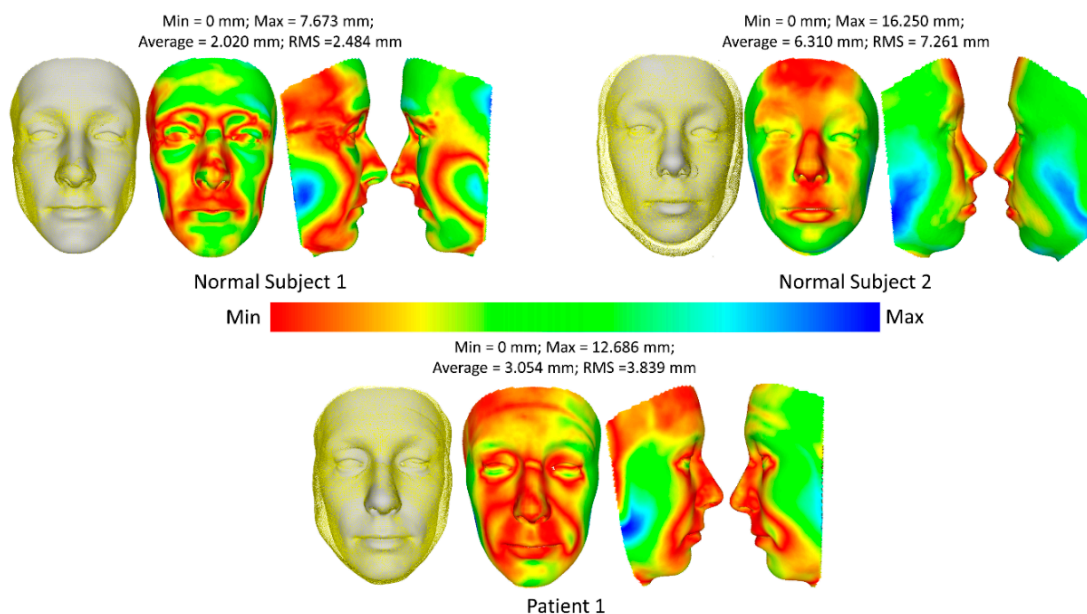 Min = 0 mm; Max = 7.673 mm;
Average = 2.020 mm; RMS =2.484 mm
Min = 0 mm; Max = 16.250 mm;
Average = 6.310 mm; RMS = 7.261 mm
Normal Subject 1
Normal Subject 2
Min
Max
Min = 0 mm; Max = 12.686 mm;
Average = 3.054 mm; RMS =3.839 mm
Patient 1